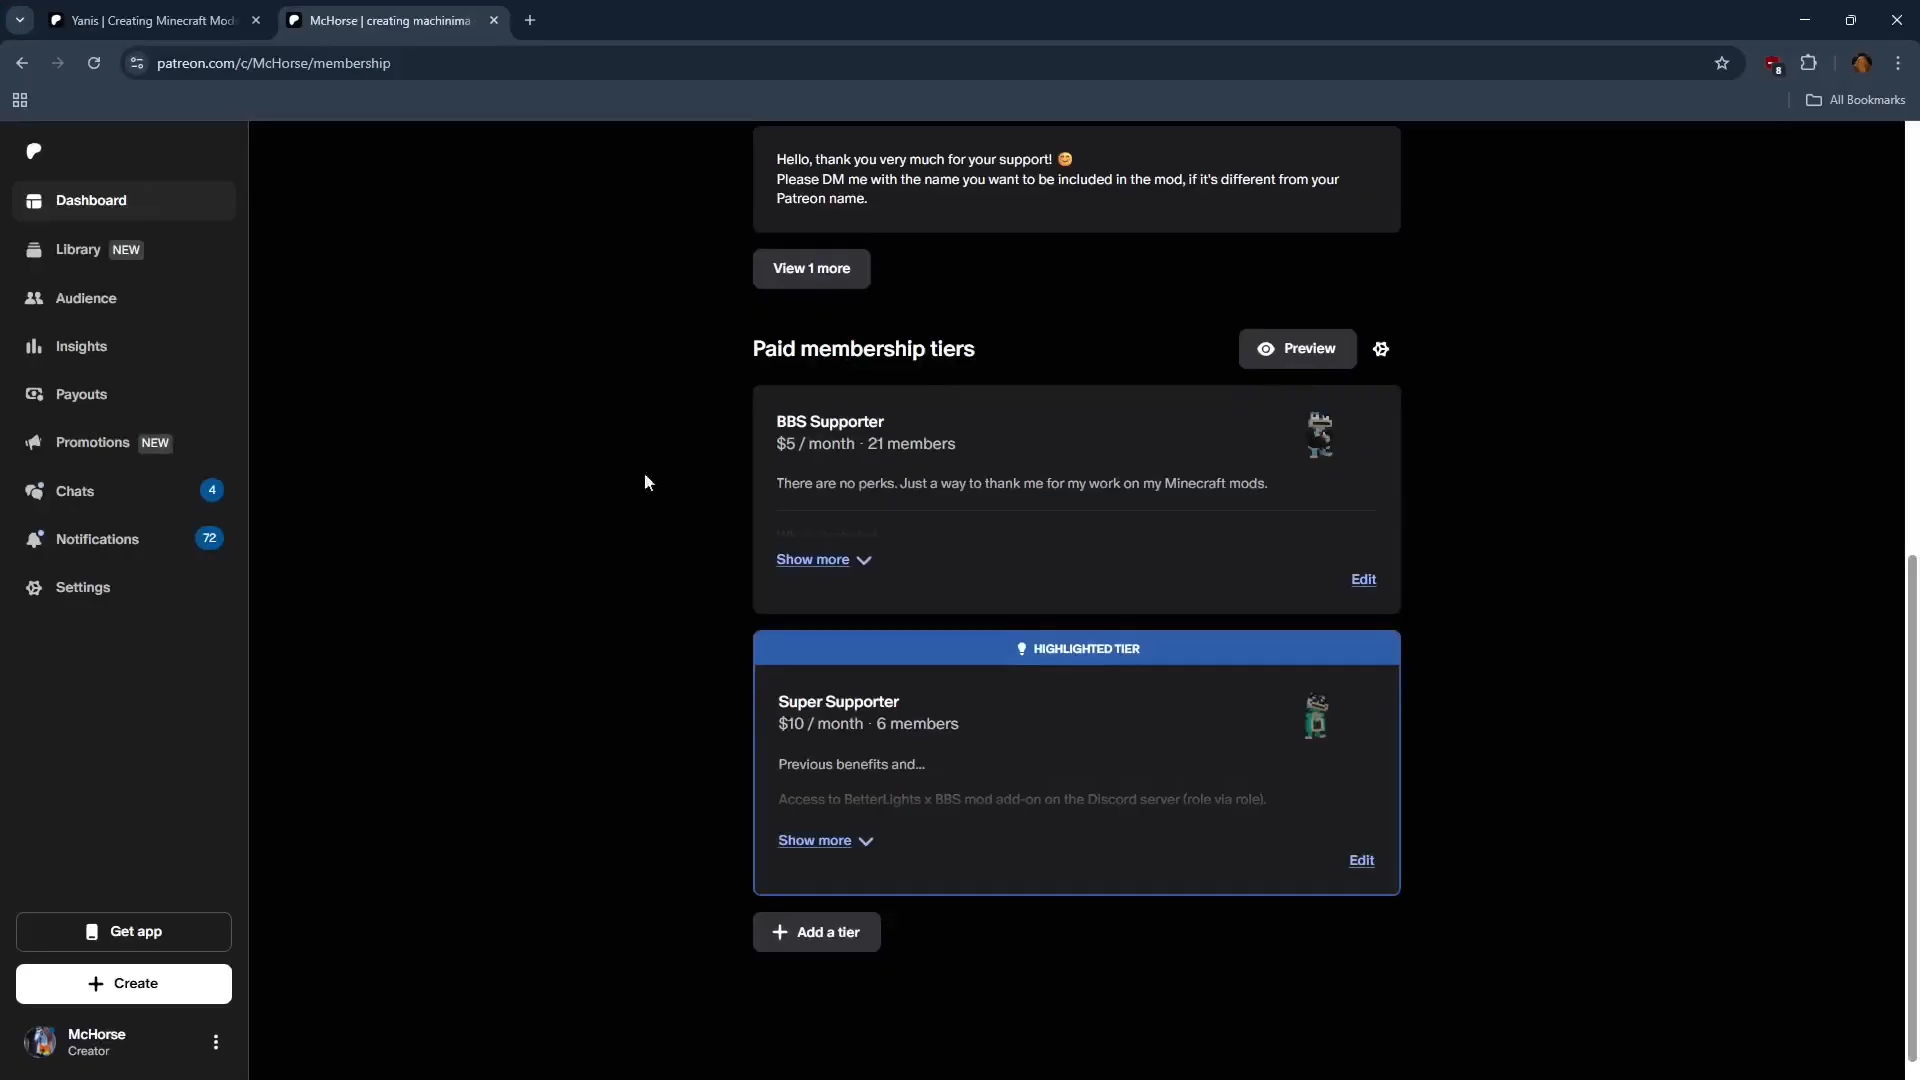 Yanis | Creating Minecraft Mod
McHorse | creating machinima
patreon.com/c/McHorse/membership
8
All Bookmarks
Dashboard
Library NEW
Audience
Insights
Payouts
Promotions NEW
Chats 4
Notifications 72
Settings
Get app
Create
McHorse
Creator
Hello, thank you very much for your support! 😊
Please DM me with the name you want to be included in the mod, if it's different from your
Patreon name.
View 1 more
Paid membership tiers
Preview
BBS Supporter
$5 / month · 21 members
There are no perks. Just a way to thank me for my work on my Minecraft mods.
Show more
Edit
HIGHLIGHTED TIER
Super Supporter
$10 / month · 6 members
Previous benefits and...
Access to BetterLights x BBS mod add-on on the Discord server (role via role).
Show more
Edit
Add a tier